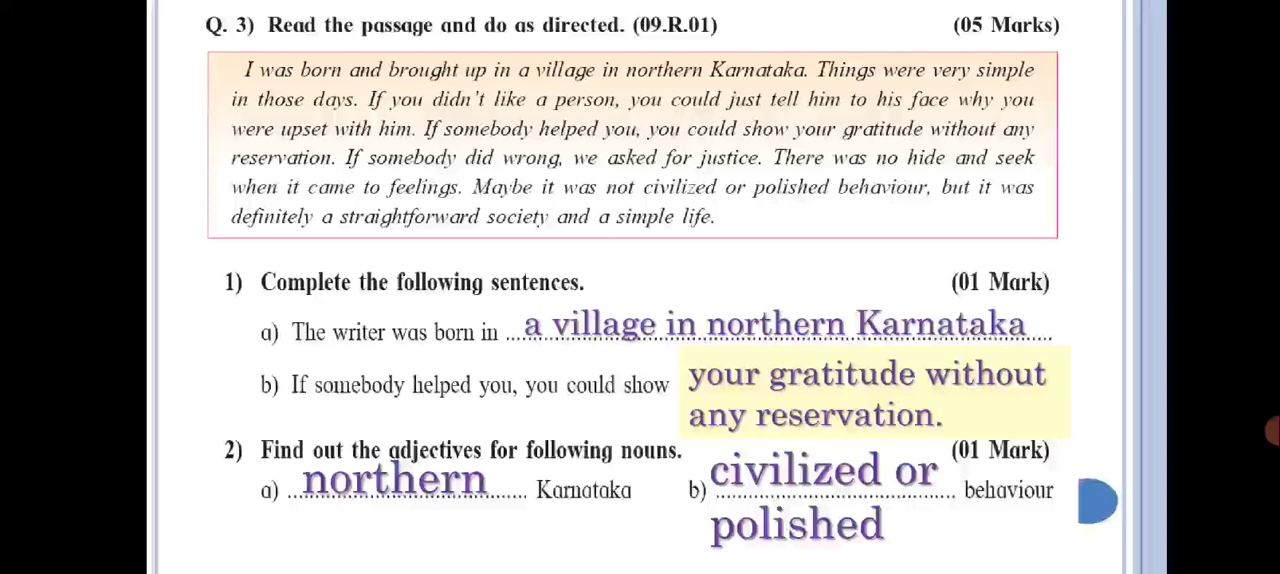 Q. 3) Read the passage and do as directed. (09.R.01) (05 Marks)
I was born and brought up in a village in northern Karnataka. Things were very simple
in those days. If you didn't like a person, you could just tell him to his face why you
were upset with him. If somebody helped you, you could show your gratitude without any
reservation. If somebody did wrong, we asked for justice. There was no hide and seek
when it came to feelings. Maybe it was not civilized or polished behaviour, but it was
definitely a straightforward society and a simple life.
1) Complete the following sentences. (01 Mark)
a) The writer was born in a village in northern Karnataka
b) If somebody helped you, you could show your gratitude without
any reservation.
2) Find out the adjectives for following nouns. (01 Mark)
a) northern Karnataka b) civilized or behaviour
polished